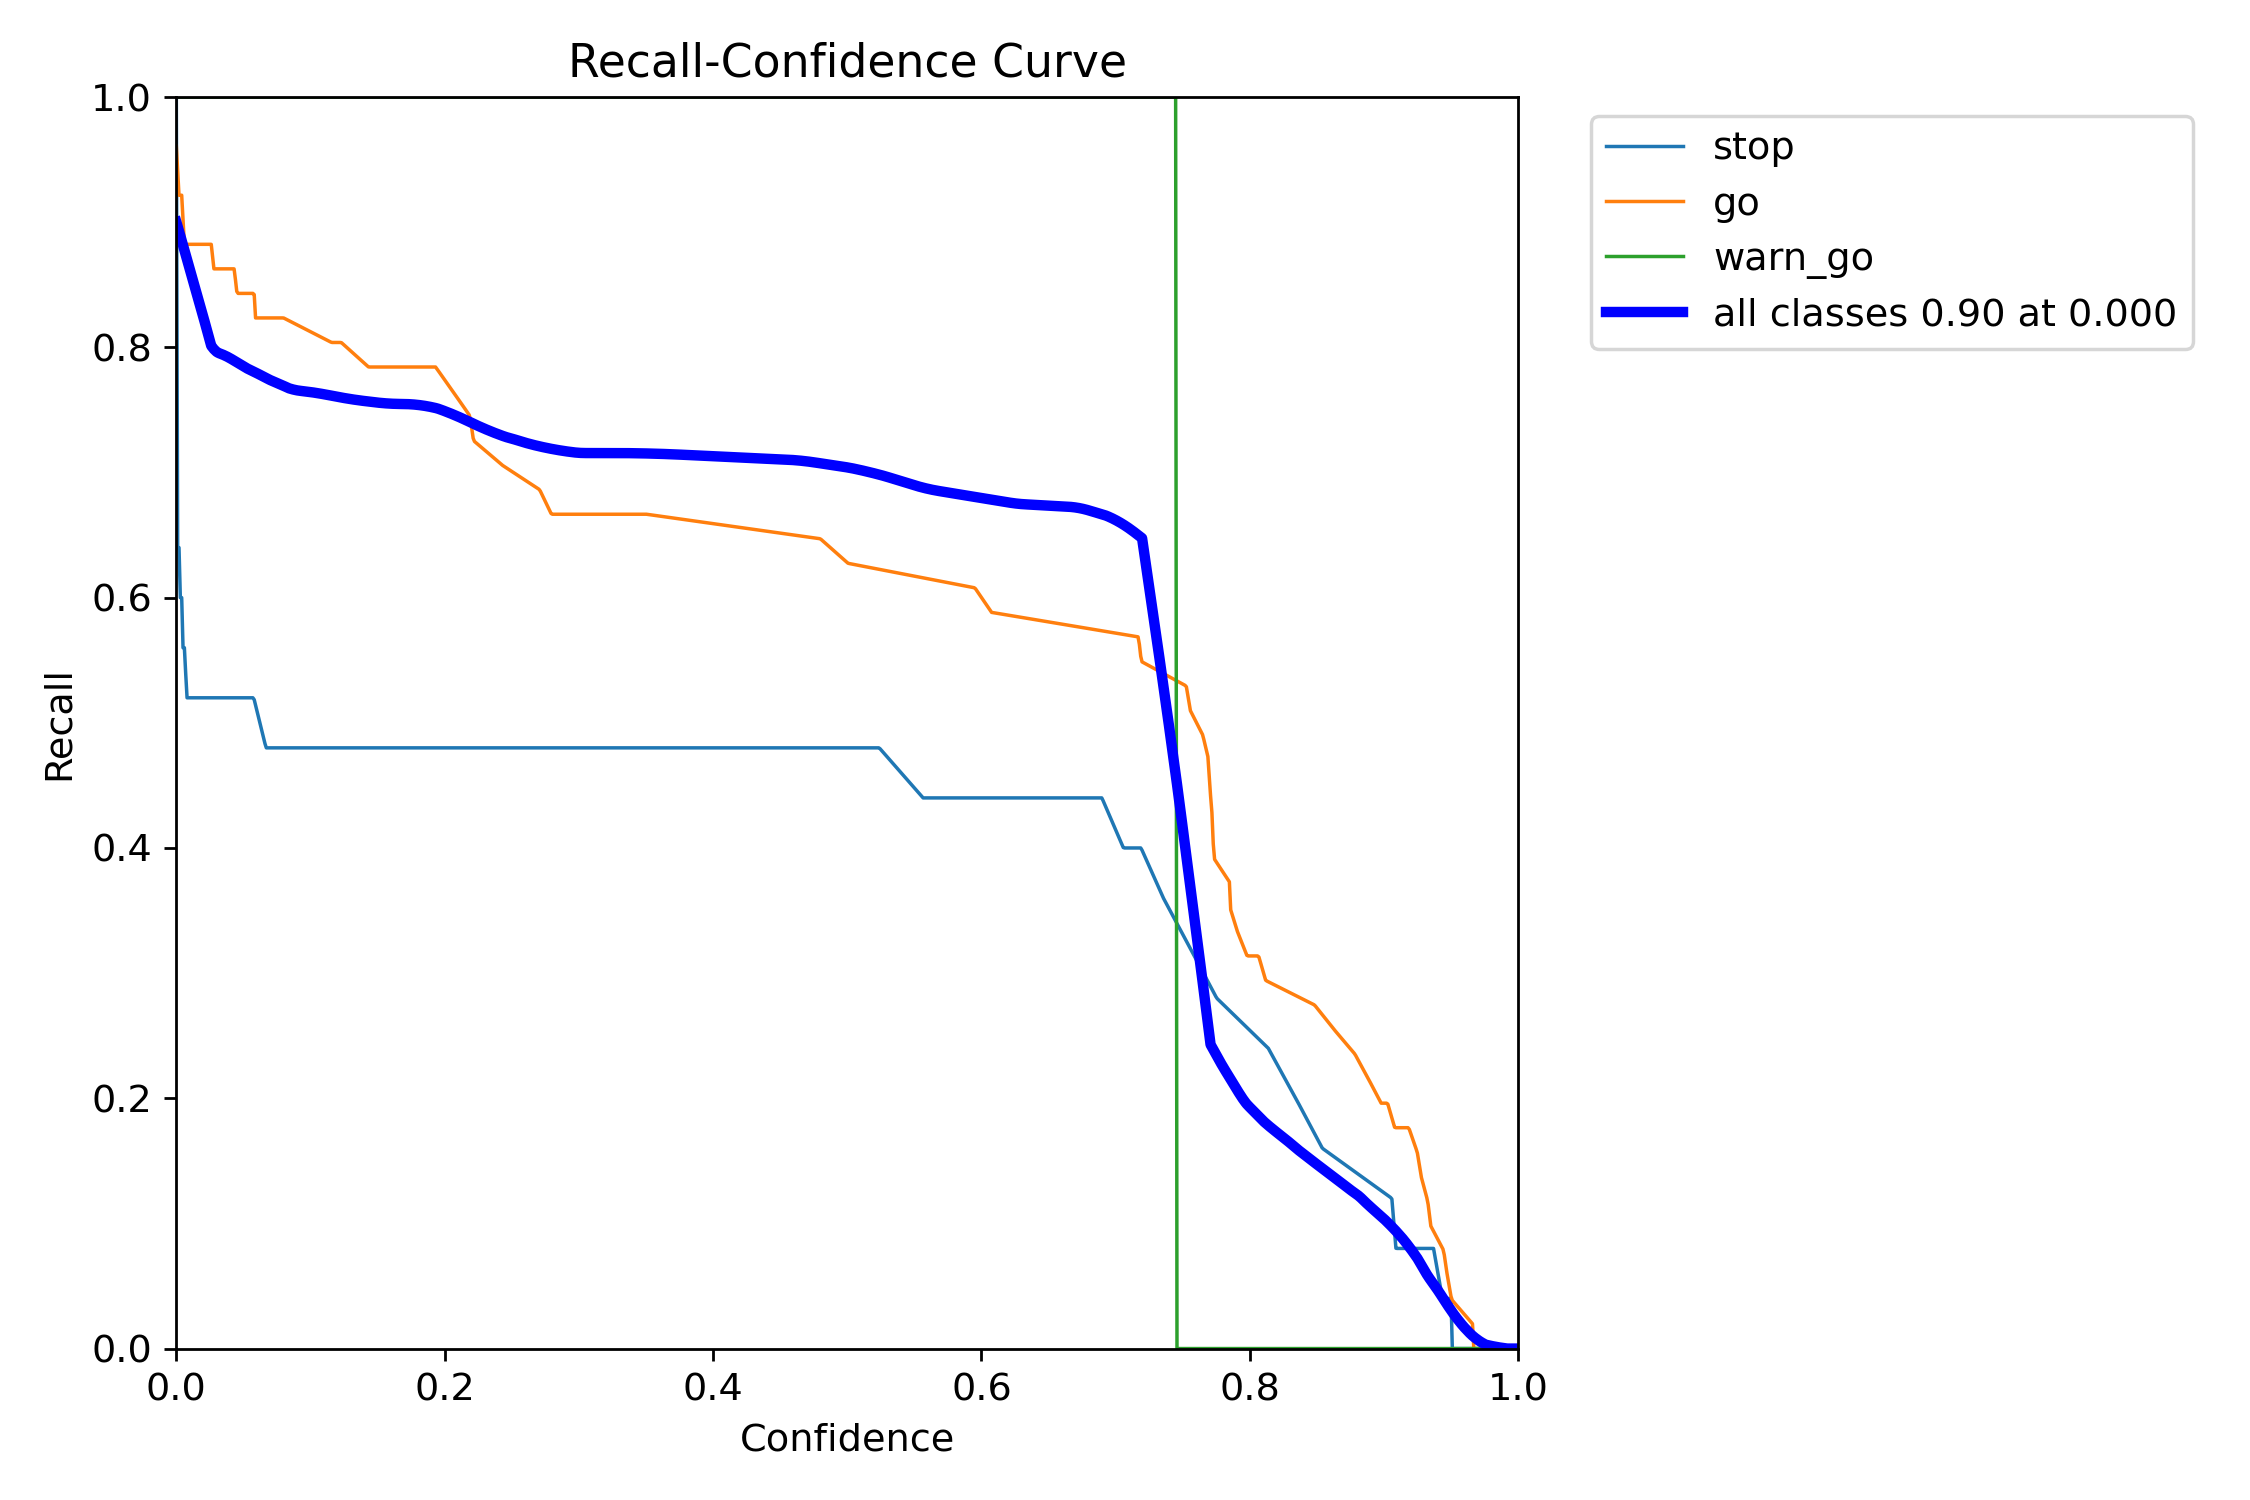 Recall-Confidence Curve
1.0
0.8
0.6
0.4
0.2
0.0
Recall
0.0 0.2 0.4 0.6 0.8 1.0
Confidence
stop
go
warn_go
all classes 0.90 at 0.000